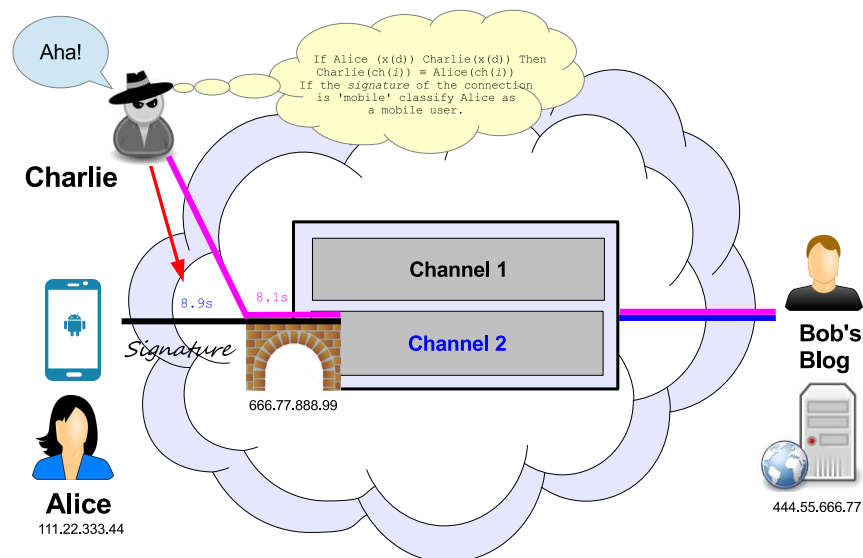 Aha!
If Alice (x(d)) Charlie(x(d)) Then
Charlie(ch(i)) = Alice(ch(i))
If the signature of the connection
is 'mobile' classify Alice as
a mobile user.
Charlie
Channel 1
8.9s
8.1s
Signature
Channel 2
Bob's
Blog
666.77.888.99
Alice
111.22.333.44
444.55.666.77